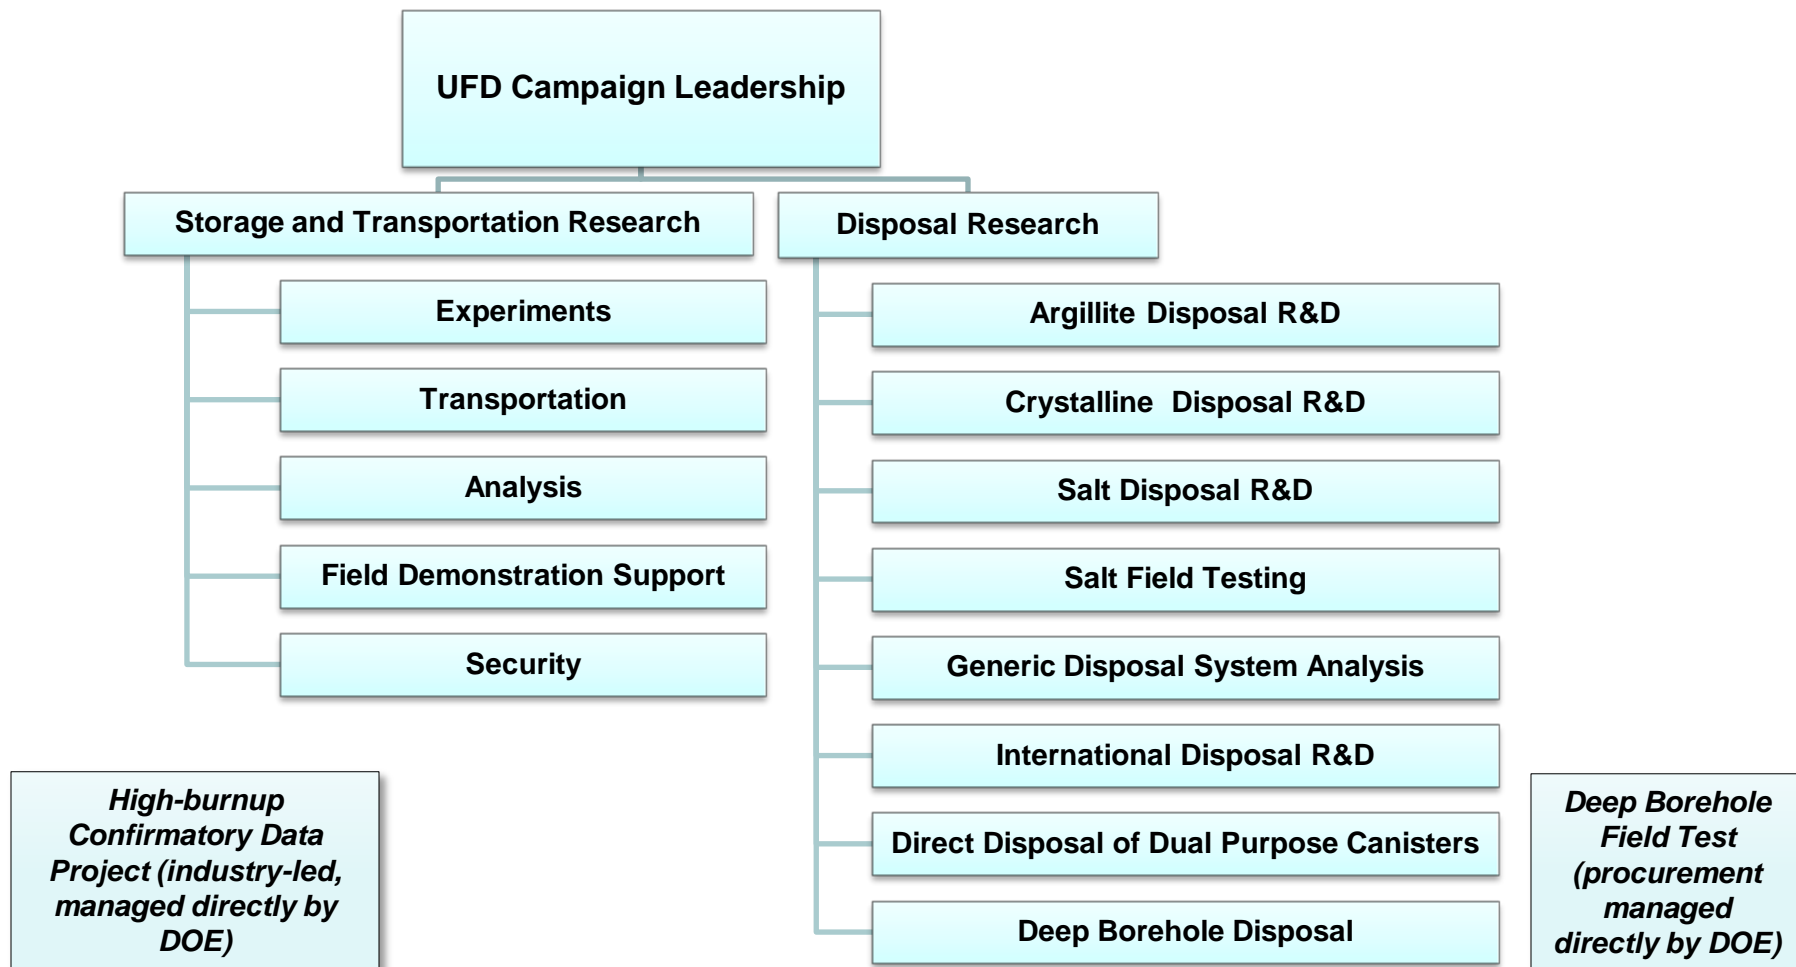 UFD Campaign Leadership
Storage and Transportation Research
Disposal Research
Experiments
Transportation
Analysis
Field Demonstration Support
Security
Argillite Disposal R&D
Crystalline Disposal R&D
Salt Disposal R&D
Salt Field Testing
Generic Disposal System Analysis
International Disposal R&D
Direct Disposal of Dual Purpose Canisters
Deep Borehole Disposal
High-burnup
Confirmatory Data
Project (industry-led,
managed directly by
DOE)
Deep Borehole
Field Test
(procurement
managed
directly by DOE)